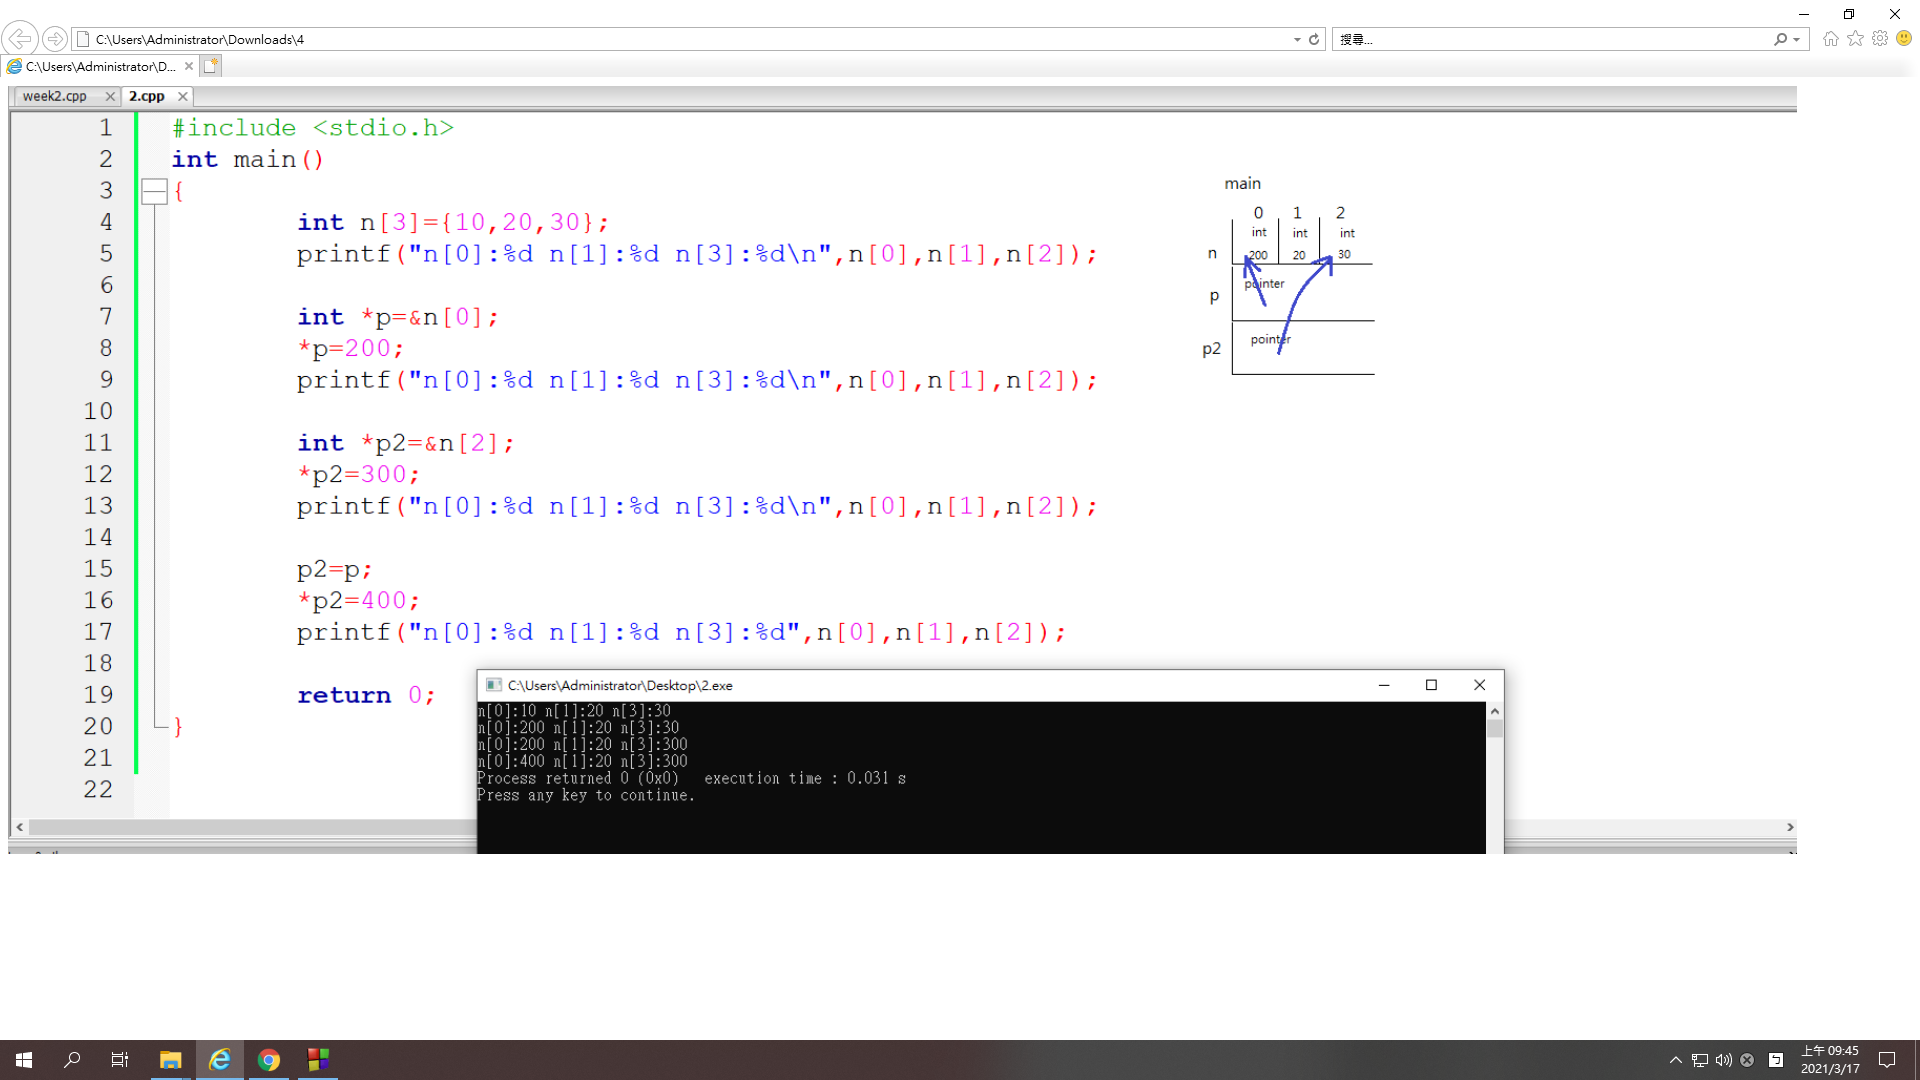 C:\Users\Administrator\Downloads\4
搜尋...
C:\Users\Administrator\D...
week2.cpp
2.cpp
1 #include <stdio.h>
2 int main()
3 {
4 int n[3]={10,20,30};
5 printf("n[0]:%d n[1]:%d n[3]:%d\n",n[0],n[1],n[2]);
6
7 int *p=&n[0];
8 *p=200;
9 printf("n[0]:%d n[1]:%d n[3]:%d\n",n[0],n[1],n[2]);
10
11 int *p2=&n[2];
12 *p2=300;
13 printf("n[0]:%d n[1]:%d n[3]:%d\n",n[0],n[1],n[2]);
14
15 p2=p;
16 *p2=400;
17 printf("n[0]:%d n[1]:%d n[3]:%d",n[0],n[1],n[2]);
18
19 return 0;
20 }
21
22
main
0 1 2
int int int
n 200 20 30
p pointer
p2 pointer
C:\Users\Administrator\Desktop\2.exe
n[0]:10 n[1]:20 n[3]:30
n[0]:200 n[1]:20 n[3]:30
n[0]:200 n[1]:20 n[3]:300
n[0]:400 n[1]:20 n[3]:300
Process returned 0 (0x0) execution time : 0.031 s
Press any key to continue.
上午 09:45
2021/3/17